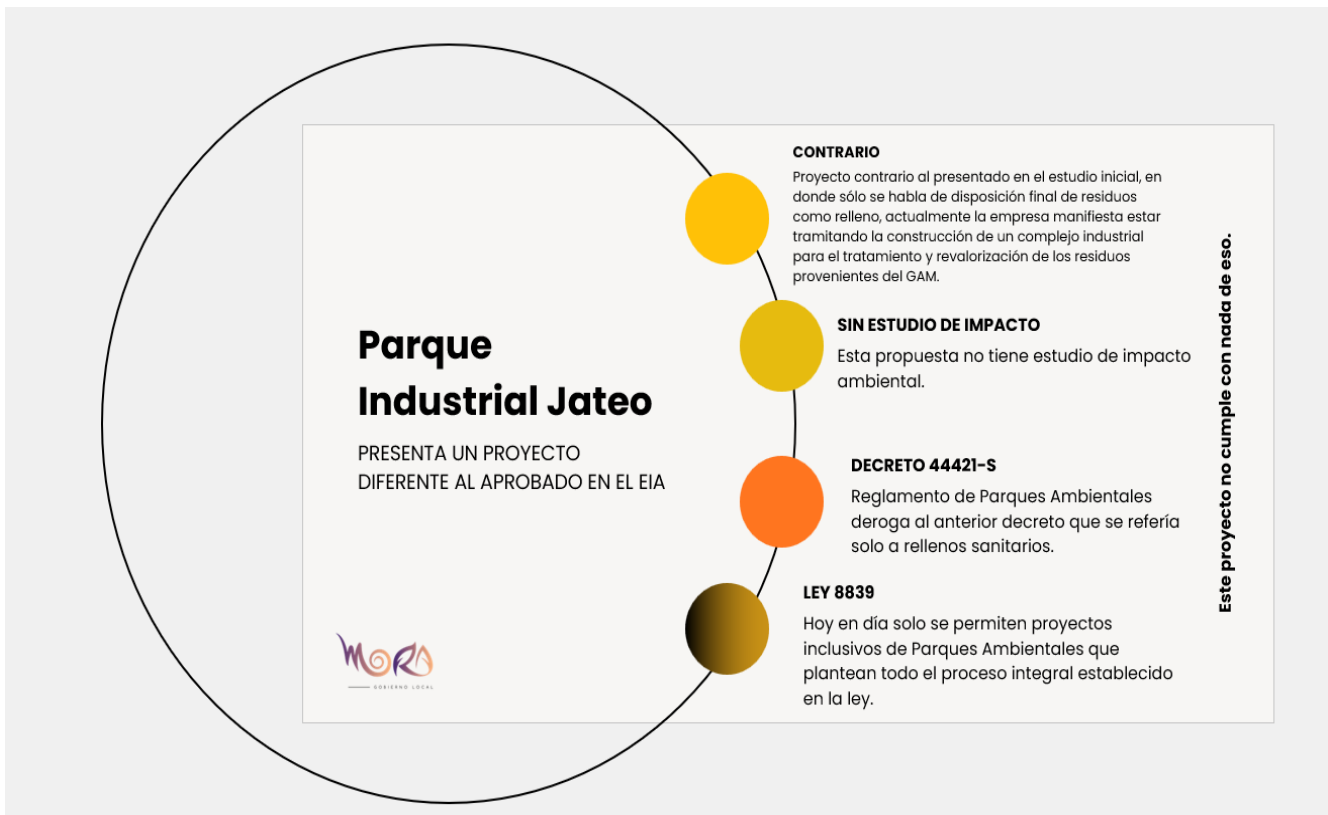 Parque
Industrial Jateo
PRESENTA UN PROYECTO
DIFERENTE AL APROBADO EN EL EIA
MORA
GOBIERNO LOCAL
CONTRARIO
Proyecto contrario al presentado en el estudio inicial, en
donde sólo se habla de disposición final de residuos
como relleno, actualmente la empresa manifiesta estar
tramitando la construcción de un complejo industrial
para el tratamiento y revalorización de los residuos
provenientes del GAM.
SIN ESTUDIO DE IMPACTO
Esta propuesta no tiene estudio de impacto
ambiental.
DECRETO 44421-S
Reglamento de Parques Ambientales
deroga al anterior decreto que se refería
solo a rellenos sanitarios.
LEY 8839
Hoy en día solo se permiten proyectos
inclusivos de Parques Ambientales que
plantean todo el proceso integral establecido
en la ley.
Este proyecto no cumple con nada de eso.